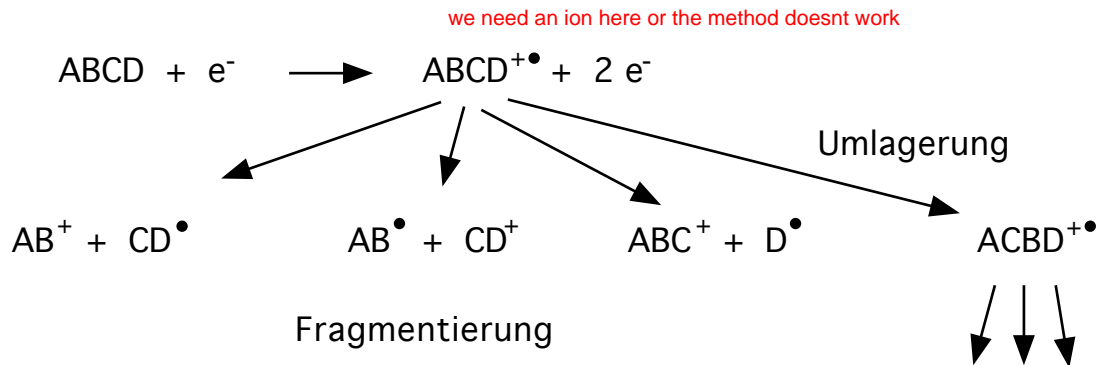 we need an ion here or the method doesnt work
ABCD + e⁻ → ABCD⁺• + 2 e⁻
Umlagerung
AB⁺ + CD• AB• + CD⁺ ABC⁺ + D• ACBD⁺•
Fragmentierung